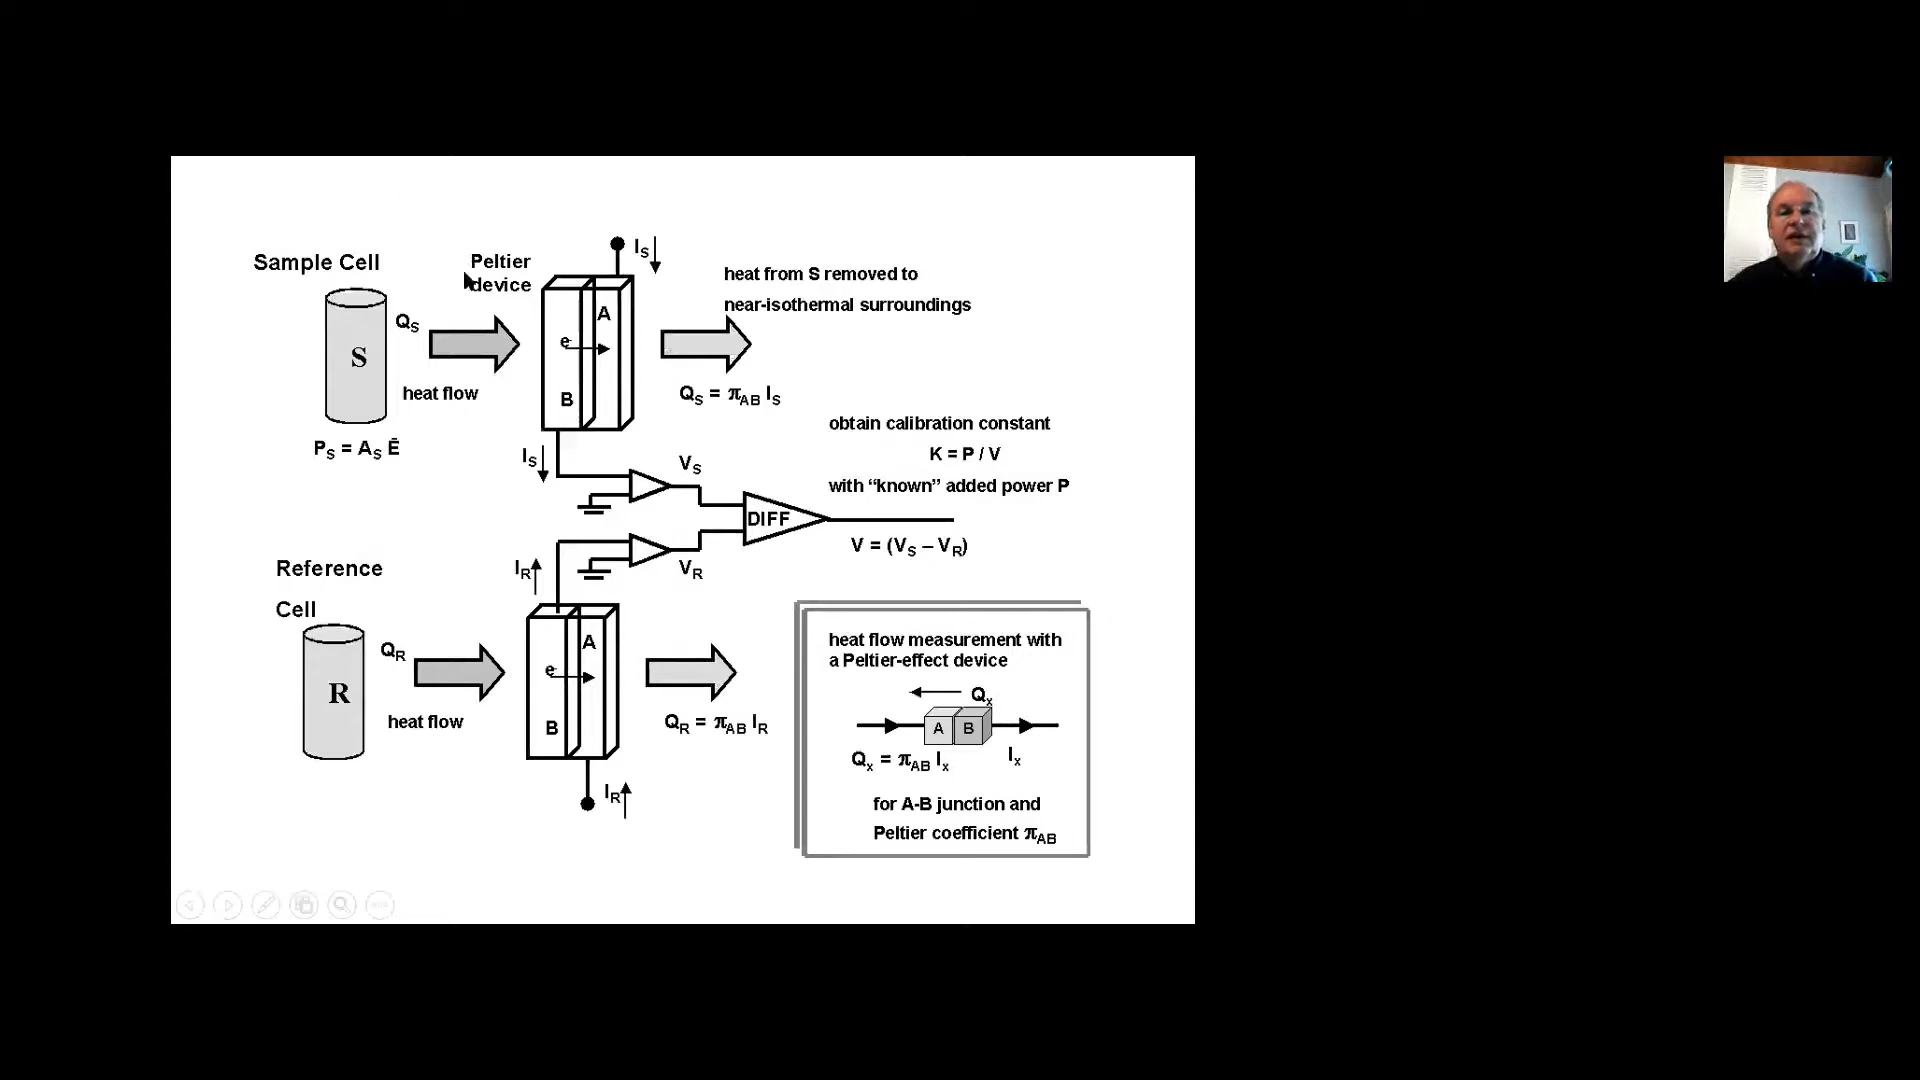 Sample Cell
Peltier
device
I_S
heat from S removed to
near-isothermal surroundings
Q_S
S
A
e⁻
B
heat flow
Q_S = π_AB I_S
P_S = A_S Ē
obtain calibration constant
K = P / V
with “known” added power P
I_S
V_S
DIFF
V = (V_S – V_R)
Reference
Cell
I_R
V_R
Q_R
R
A
e⁻
B
heat flow
Q_R = π_AB I_R
I_R
heat flow measurement with
a Peltier-effect device
Q_x
A B
Q_x = π_AB I_x
I_x
for A-B junction and
Peltier coefficient π_AB